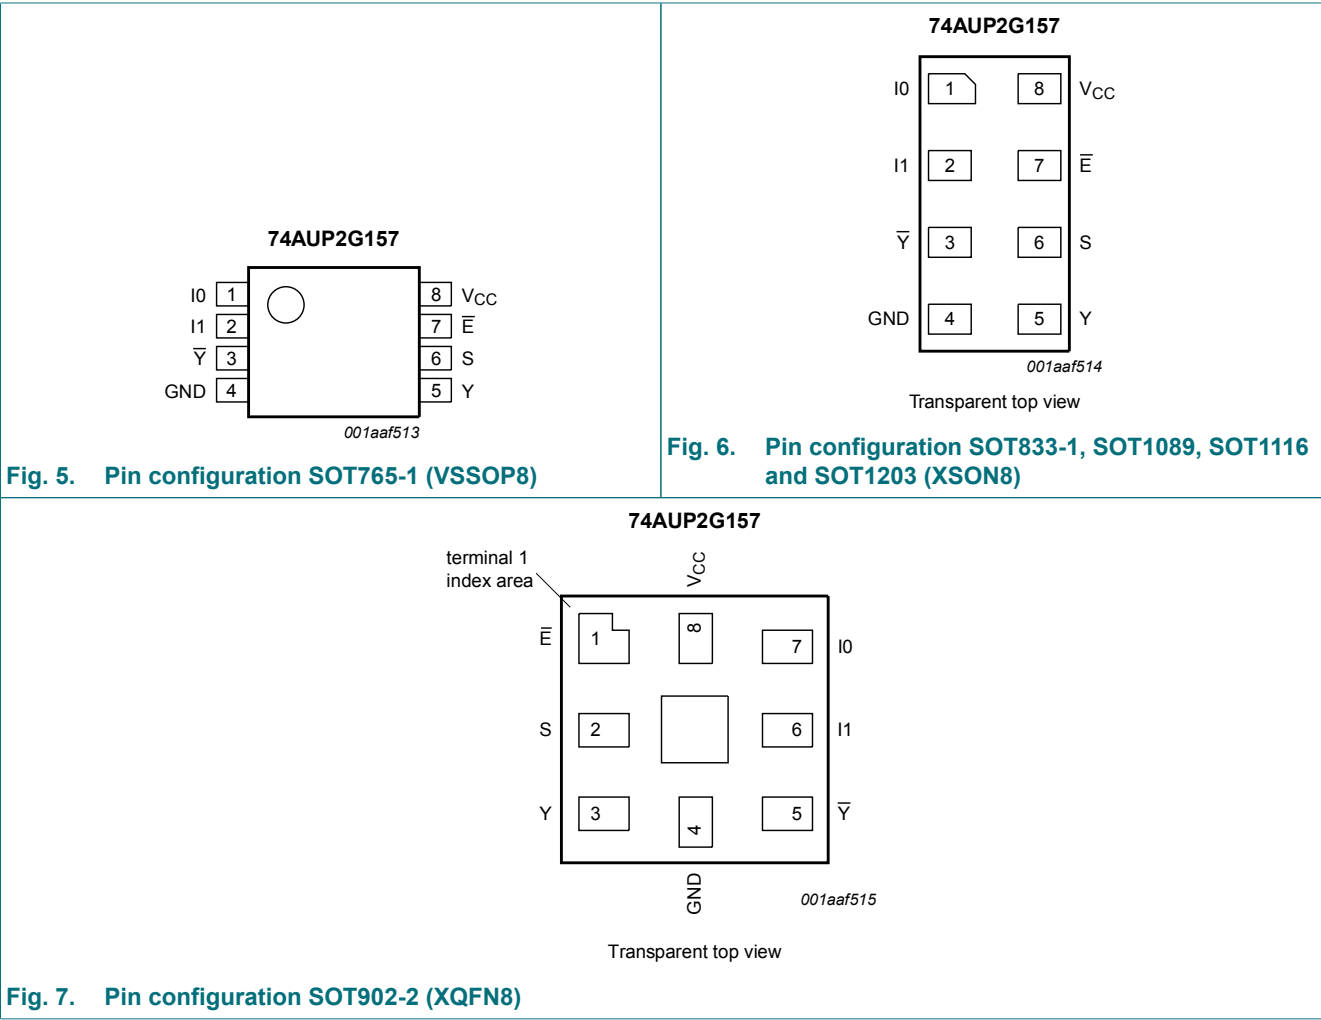 74AUP2G157
I0 1 8 VCC
I1 2 7 E̅
Y̅ 3 6 S
GND 4 5 Y
001aaf513
Fig. 5. Pin configuration SOT765-1 (VSSOP8)
74AUP2G157
I0 1 8 VCC
I1 2 7 E̅
Y̅ 3 6 S
GND 4 5 Y
001aaf514
Transparent top view
Fig. 6. Pin configuration SOT833-1, SOT1089, SOT1116
and SOT1203 (XSON8)
74AUP2G157
terminal 1
index area
VCC
E̅ 1 8 7 I0
S 2 6 I1
Y 3 4 5 Y̅
GND
001aaf515
Transparent top view
Fig. 7. Pin configuration SOT902-2 (XQFN8)